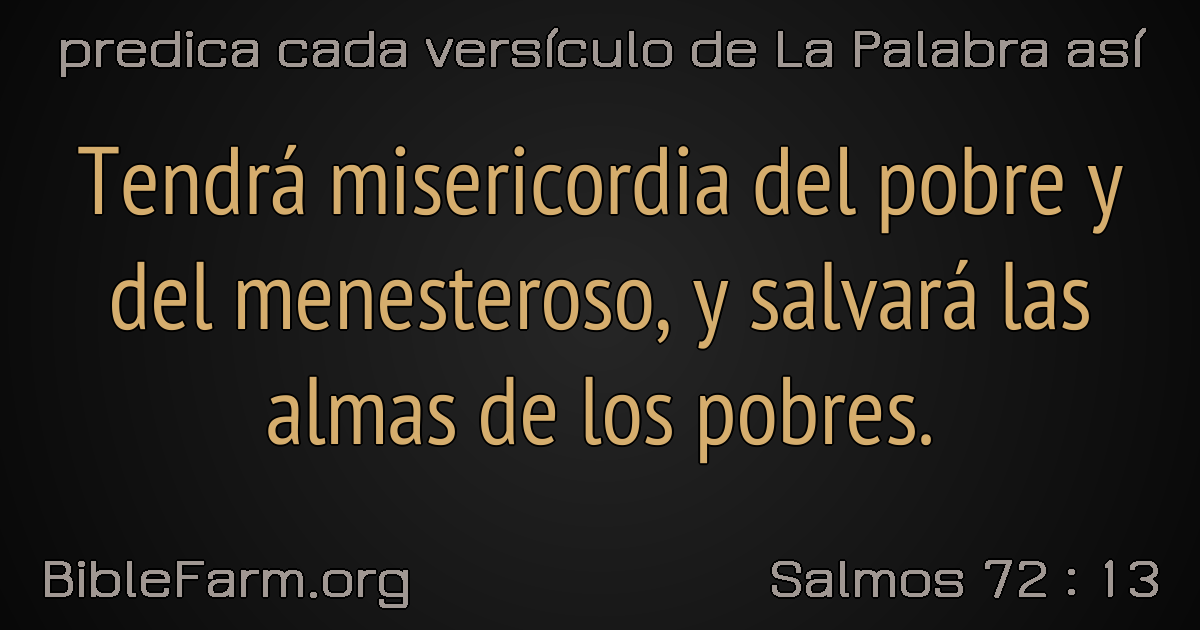 predica cada versículo de La Palabra así
Tendrá misericordia del pobre y
del menesteroso, y salvará las
almas de los pobres.
BibleFarm.org
Salmos 72 : 13